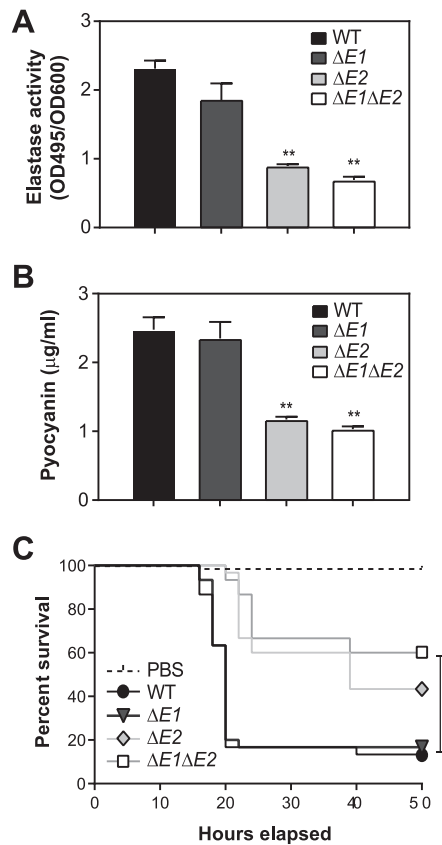 A
Elastase activity
(OD495/OD600)
3
2
1
0
WT
ΔE1
ΔE2
ΔE1ΔE2
**
**
B
Pyocyanin (μg/ml)
3
2
1
0
WT
ΔE1
ΔE2
ΔE1ΔE2
**
**
C
Percent survival
100
80
60
40
20
0
PBS
WT
ΔE1
ΔE2
ΔE1ΔE2
0 10 20 30 40 50
Hours elapsed